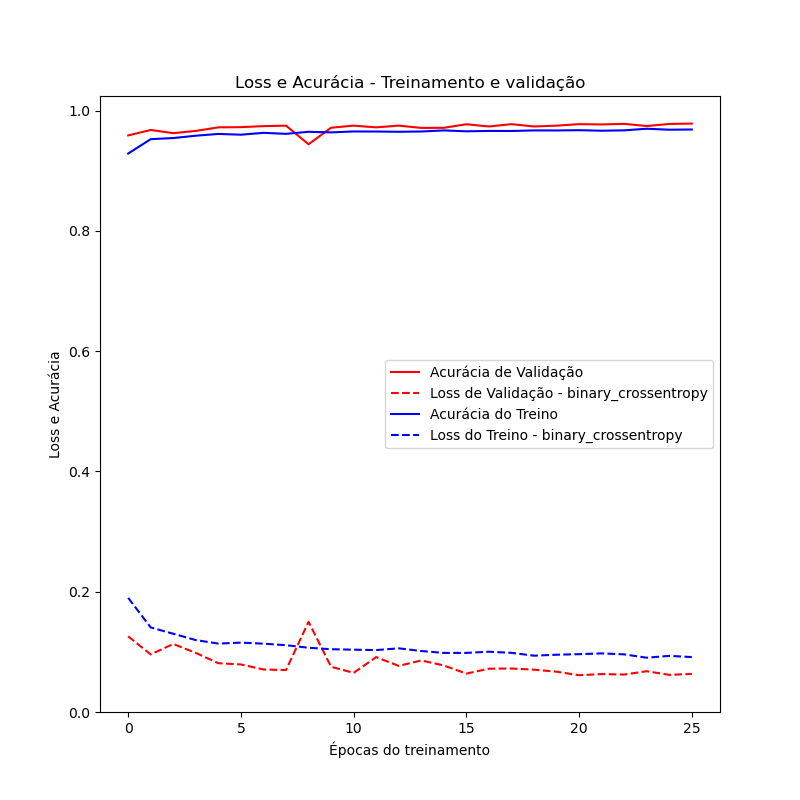 Loss e Acurácia - Treinamento e validação
1.0
0.8
0.6
0.4
0.2
0.0
Loss e Acurácia
Acurácia de Validação
Loss de Validação - binary_crossentropy
Acurácia do Treino
Loss do Treino - binary_crossentropy
0 5 10 15 20 25
Épocas do treinamento